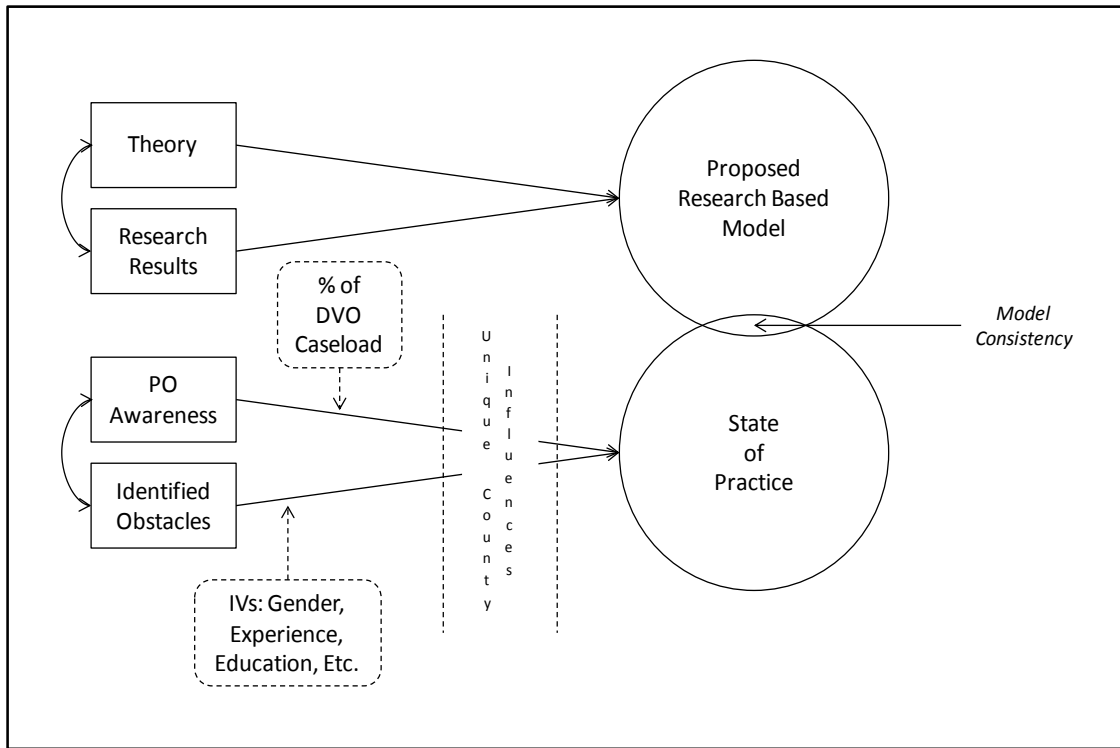 Theory
Research
Results
Proposed
Research Based
Model
% of
DVO
Caseload
Unique County
Influences
Model
Consistency
PO
Awareness
Identified
Obstacles
State
of
Practice
IVs: Gender,
Experience,
Education, Etc.